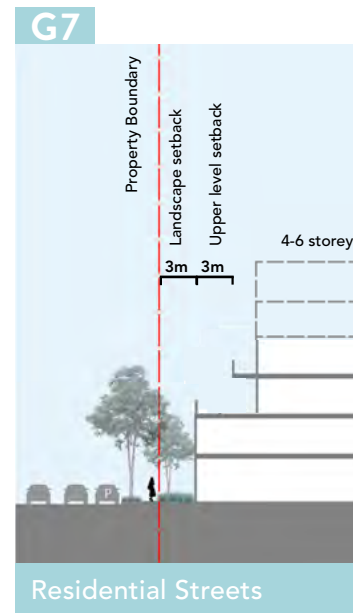 G7
Property Boundary
Landscape setback
Upper level setback
3m
3m
4-6 storey
P
Residential Streets